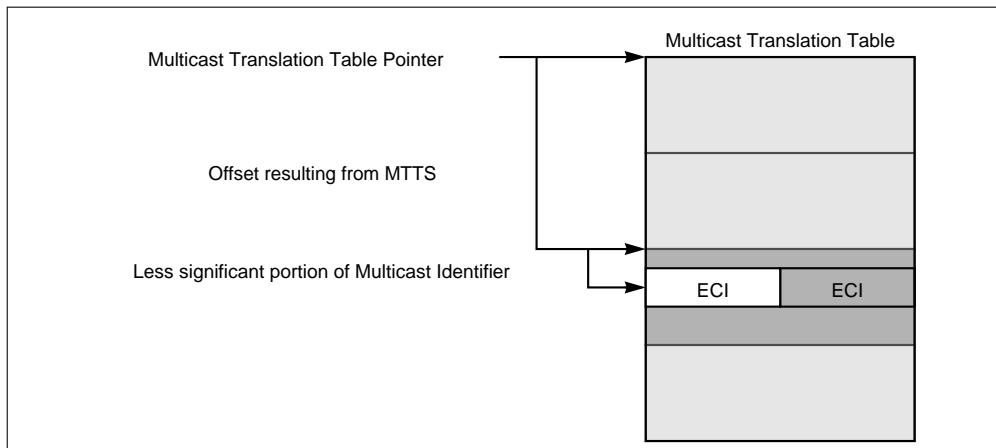 Multicast Translation Table
Multicast Translation Table Pointer
Offset resulting from MTTS
Less significant portion of Multicast Identifier
ECI ECI